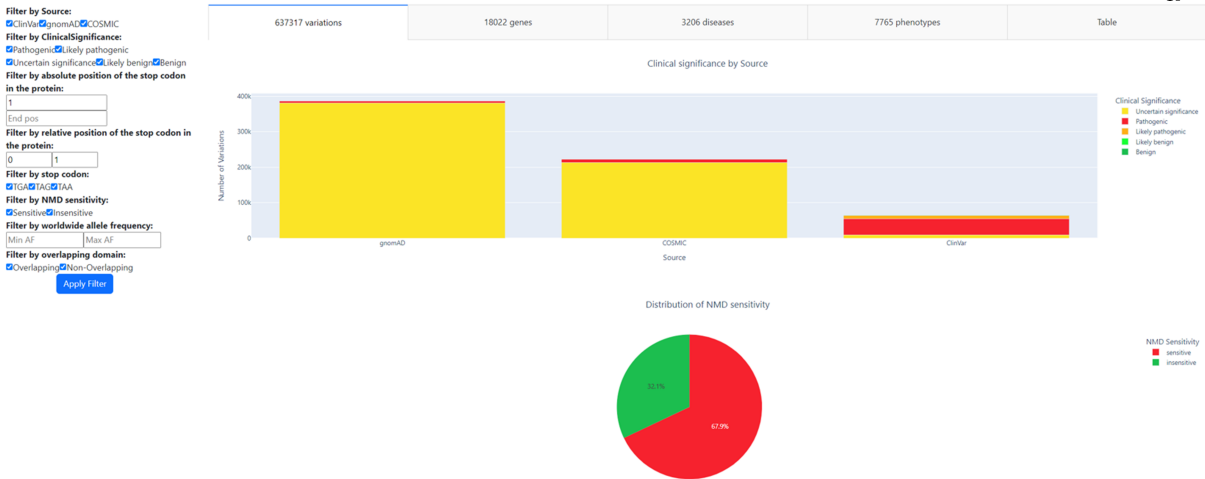 Filter by Source:
ClinVar gnomAD COSMIC
Filter by ClinicalSignificance:
Pathogenic Likely pathogenic
Uncertain significance Likely benign Benign
Filter by absolute position of the stop codon
in the protein:
1
End pos
Filter by relative position of the stop codon in
the protein:
0 1
Filter by stop codon:
TGA TAG TAA
Filter by NMD sensitivity:
Sensitive Insensitive
Filter by worldwide allele frequency:
Min AF Max AF
Filter by overlapping domain:
Overlapping Non-Overlapping
Apply Filter
637317 variations 18022 genes 3206 diseases 7765 phenotypes Table
Clinical significance by Source
Number of Variations
400k
300k
200k
100k
0
gnomAD COSMIC ClinVar
Source
Clinical Significance
Uncertain significance
Pathogenic
Likely pathogenic
Likely benign
Benign
Distribution of NMD sensitivity
32.1%
67.9%
NMD Sensitivity
sensitive
insensitive